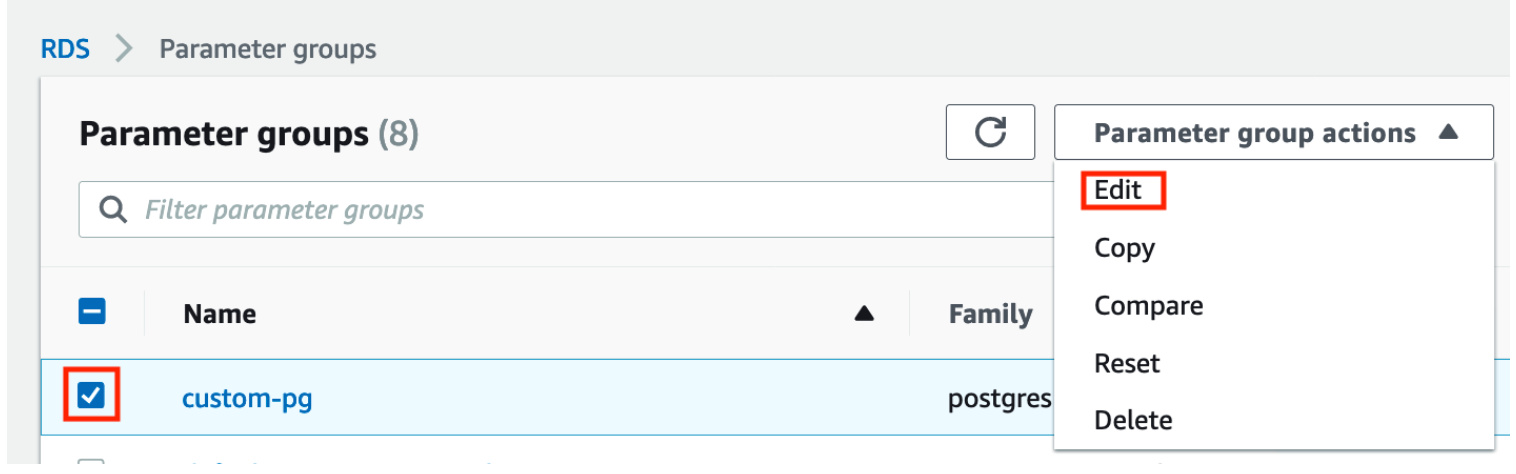 RDS > Parameter groups
Parameter groups (8)
Parameter group actions
Filter parameter groups
Edit
Copy
Compare
Reset
Delete
Name
Family
custom-pg
postgres